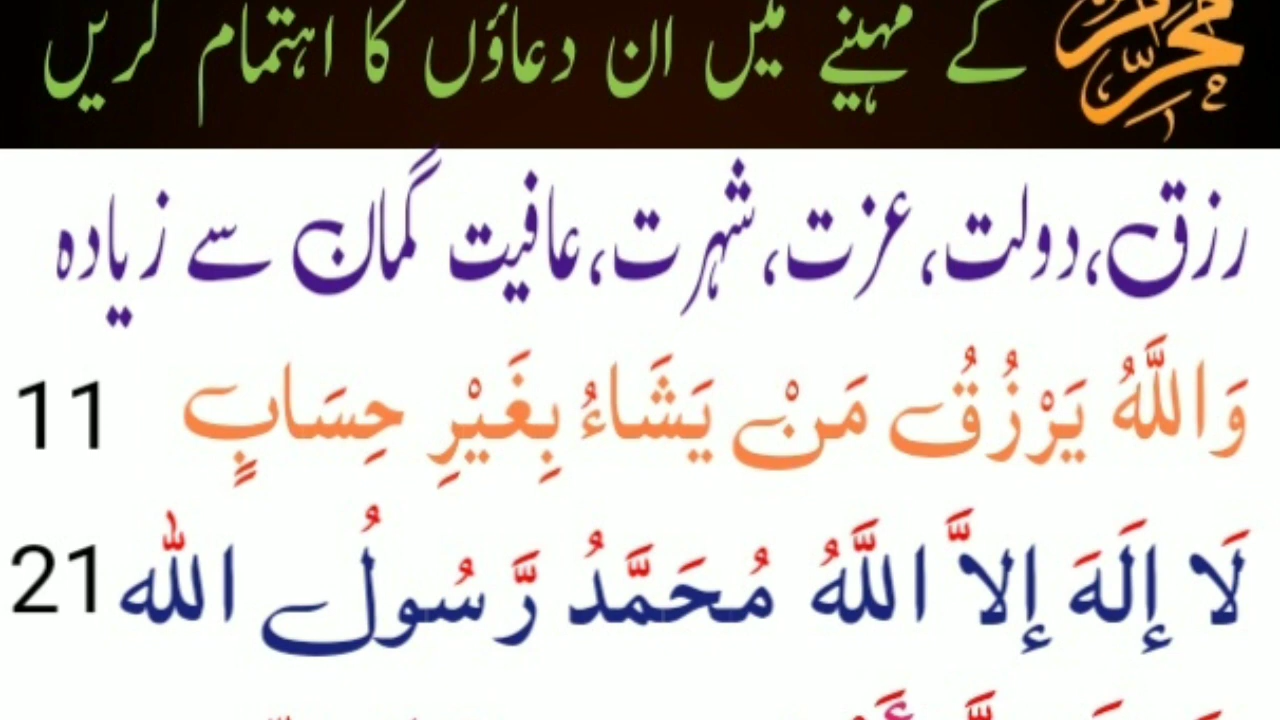 محرم کے مہینے میں ان دعاؤں کا اہتمام کریں
رزق،دولت،عزت،شہرت،عافیت گمان سے زیادہ
وَاللَّهُ يَرْزُقُ مَنْ يَشَاءُ بِغَيْرِ حِسَابٍ 11
لَا إِلَهَ إِلاَّ اللَّهُ مُحَمَّدُ رَّسُولُ اللّٰه 21